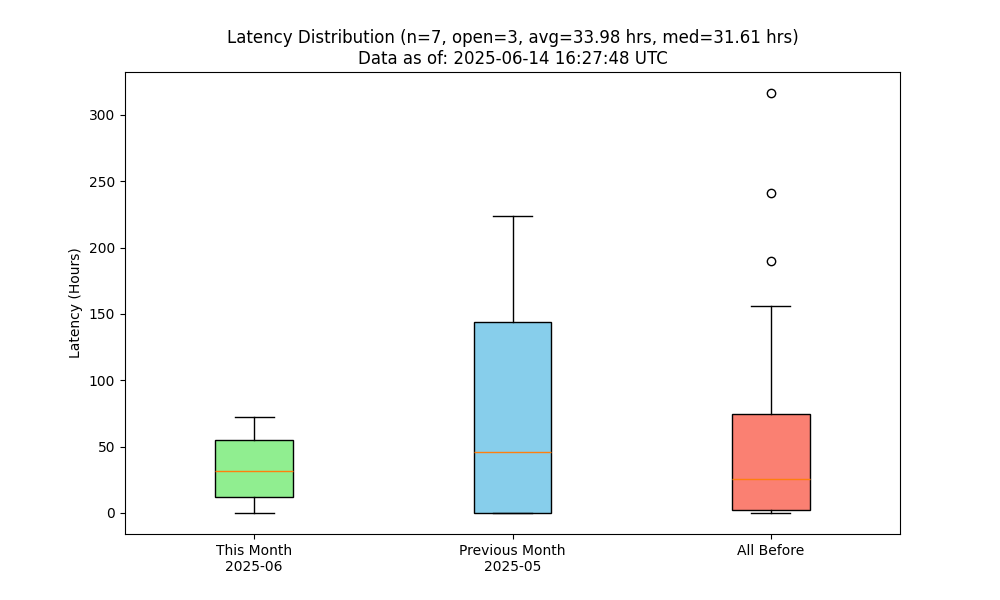 Latency Distribution (n=7, open=3, avg=33.98 hrs, med=31.61 hrs)
Data as of: 2025-06-14 16:27:48 UTC
Latency (Hours)
300
250
200
150
100
50
0
This Month
2025-06
Previous Month
2025-05
All Before